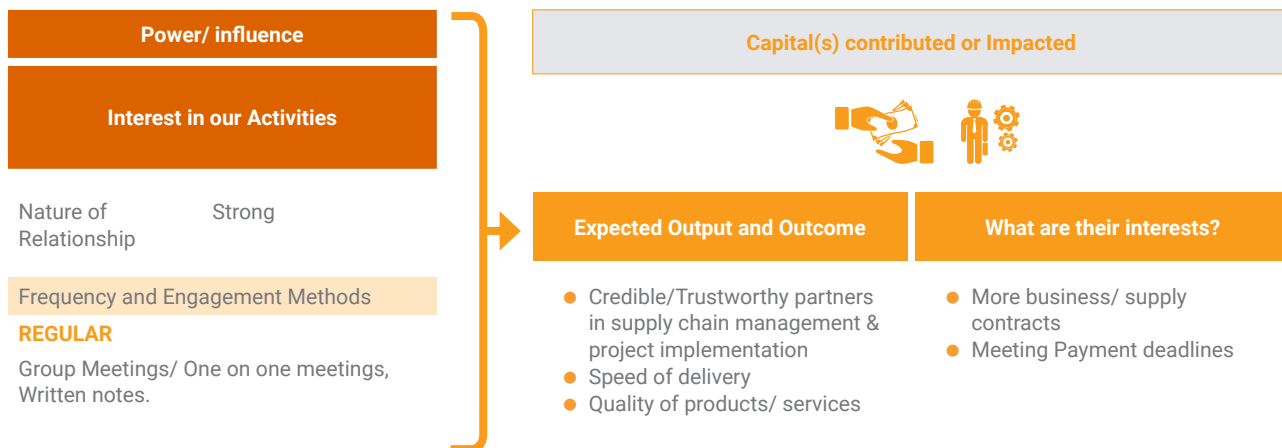 Power/ influence
Interest in our Activities
Nature of
Relationship
Strong
Frequency and Engagement Methods
REGULAR
Group Meetings/ One on one meetings,
Written notes.
Capital(s) contributed or Impacted
Expected Output and Outcome
● Credible/Trustworthy partners
in supply chain management &
project implementation
● Speed of delivery
● Quality of products/ services
What are their interests?
● More business/ supply
contracts
● Meeting Payment deadlines